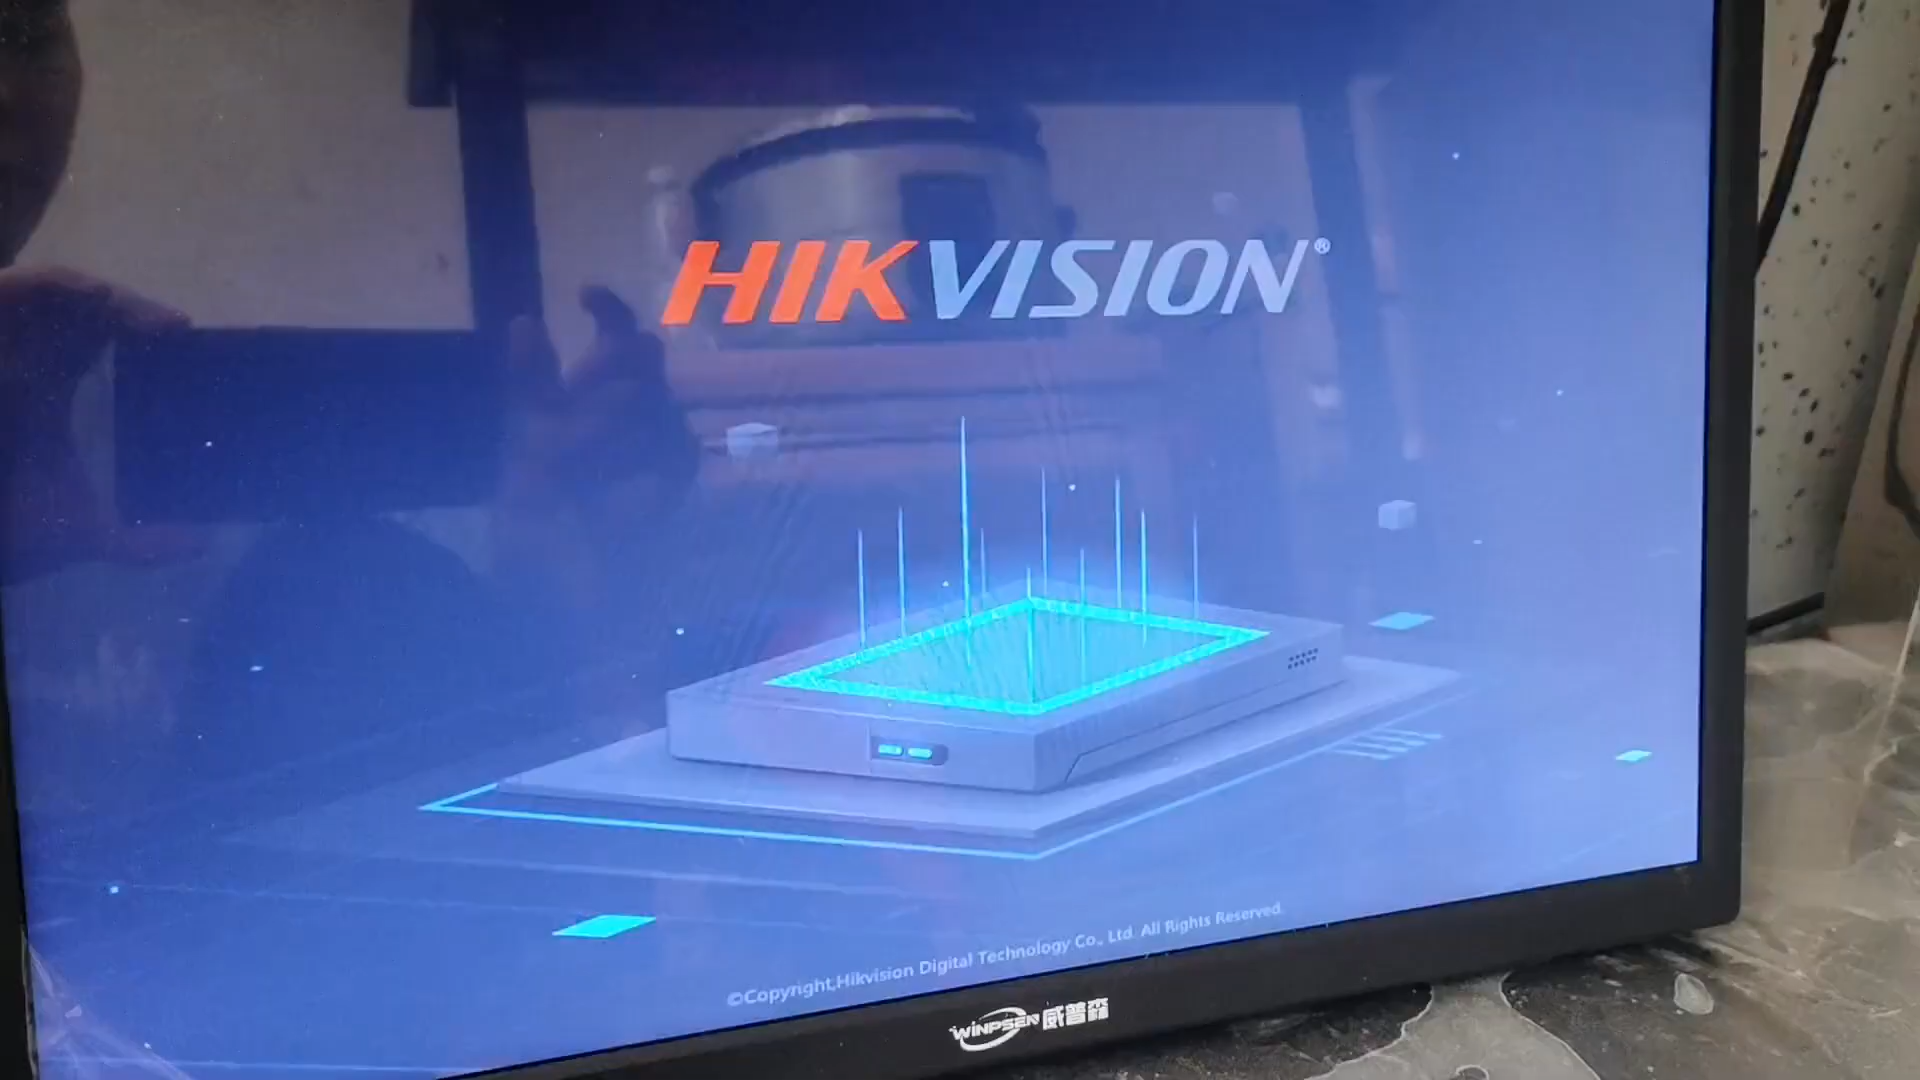 HIKVISION®
©Copyright,Hikvision Digital Technology Co., Ltd. All Rights Reserved.
WINPSEN 威普森